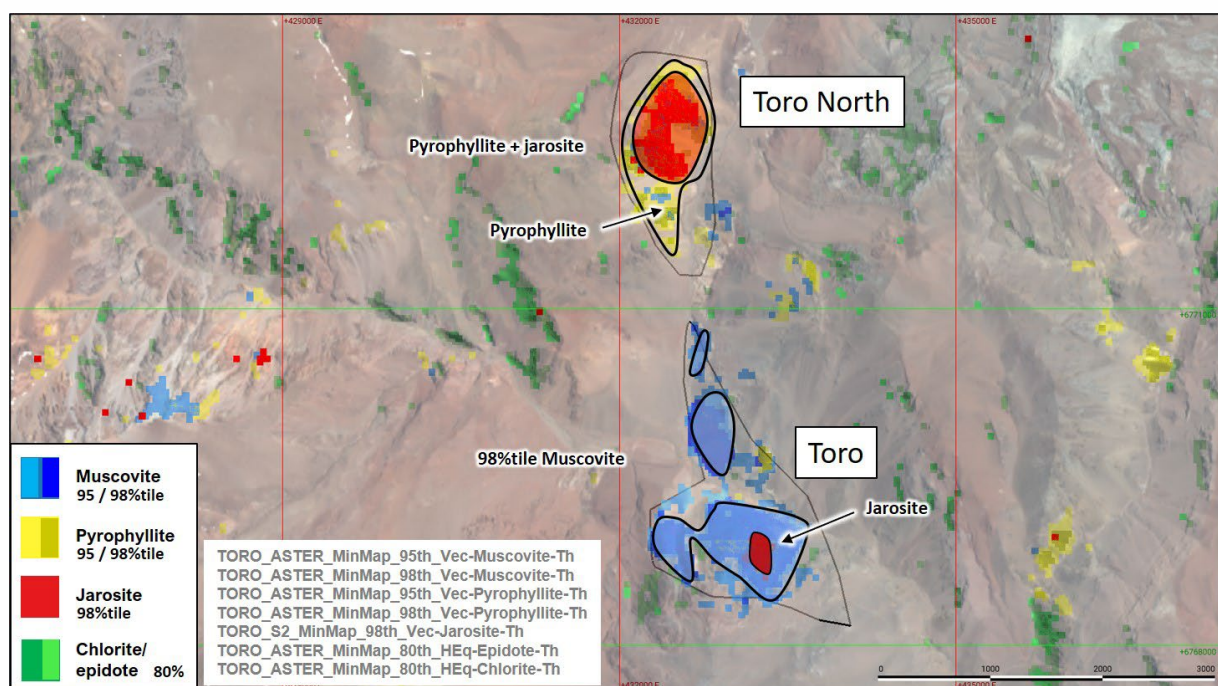 +429000 E
+432000 E
+435000 E
Toro North
Pyrophyllite + jarosite
Pyrophyllite
+6771000
98%tile Muscovite
Toro
Jarosite
Muscovite
95 / 98%tile
Pyrophyllite
95 / 98%tile
Jarosite
98%tile
Chlorite/
epidote 80%
TORO_ASTER_MinMap_95th_Vec-Muscovite-Th
TORO_ASTER_MinMap_98th_Vec-Muscovite-Th
TORO_ASTER_MinMap_95th_Vec-Pyrophyllite-Th
TORO_ASTER_MinMap_98th_Vec-Pyrophyllite-Th
TORO_S2_MinMap_98th_Vec-Jarosite-Th
TORO_ASTER_MinMap_80th_HEq-Epidote-Th
TORO_ASTER_MinMap_80th_HEq-Chlorite-Th
+6768000
0 1000 2000 3000
+432000 E
+435000 E